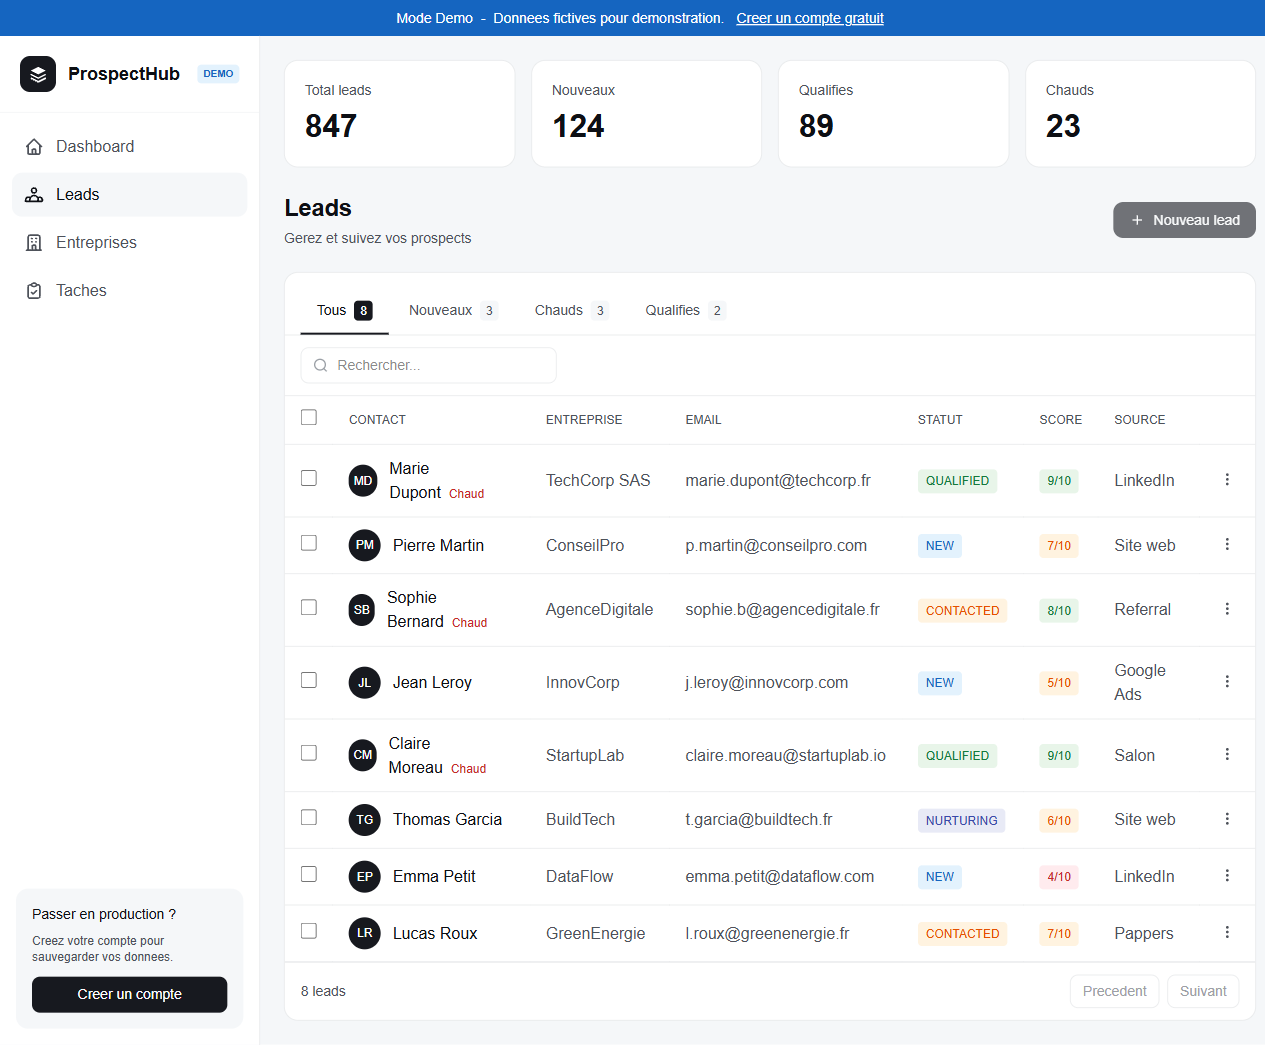 Mode Demo - Donnees fictives pour demonstration. Creer un compte gratuit
ProspectHub DEMO
Dashboard
Leads
Entreprises
Taches
Passer en production ?
Creez votre compte pour
sauvegarder vos donnees.
Creer un compte
Total leads
847
Nouveaux
124
Qualifies
89
Chauds
23
Leads
Gerez et suivez vos prospects
+ Nouveau lead
Tous 8 Nouveaux 3 Chauds 3 Qualifies 2
Rechercher...
CONTACT ENTREPRISE EMAIL STATUT SCORE SOURCE
MD Marie
Dupont Chaud TechCorp SAS marie.dupont@techcorp.fr QUALIFIED 9/10 LinkedIn
PM Pierre Martin ConseilPro p.martin@conseilpro.com NEW 7/10 Site web
SB Sophie
Bernard Chaud AgenceDigitale sophie.b@agencedigitale.fr CONTACTED 8/10 Referral
JL Jean Leroy InnovCorp j.leroy@innovcorp.com NEW 5/10 Google
Ads
CM Claire
Moreau Chaud StartupLab claire.moreau@startuplab.io QUALIFIED 9/10 Salon
TG Thomas Garcia BuildTech t.garcia@buildtech.fr NURTURING 6/10 Site web
EP Emma Petit DataFlow emma.petit@dataflow.com NEW 4/10 LinkedIn
LR Lucas Roux GreenEnergie l.roux@greenenergie.fr CONTACTED 7/10 Pappers
8 leads Precedent Suivant